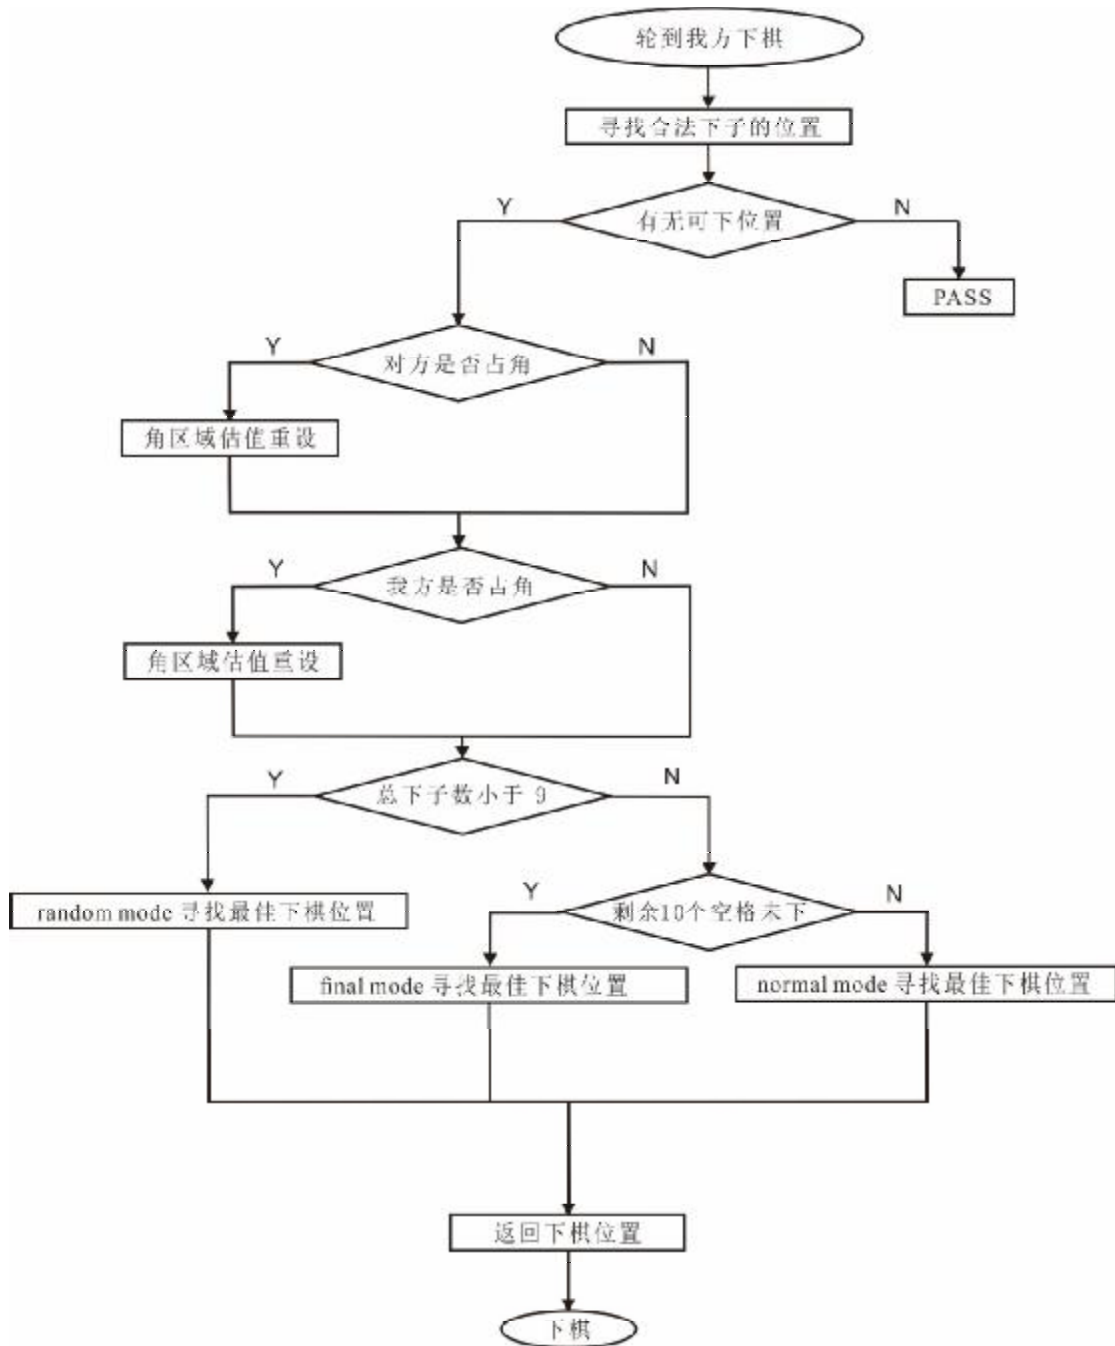 轮到我方下棋
寻找合法下子的位置
Y
有无可下位置
N
PASS
Y
对方是否占角
N
角区域估值重设
Y
我方是否占角
N
角区域估值重设
Y
总下子数小于 9
N
random mode 寻找最佳下棋位置
Y
剩余10个空格未下
N
final mode 寻找最佳下棋位置
normal mode 寻找最佳下棋位置
返回下棋位置
下棋